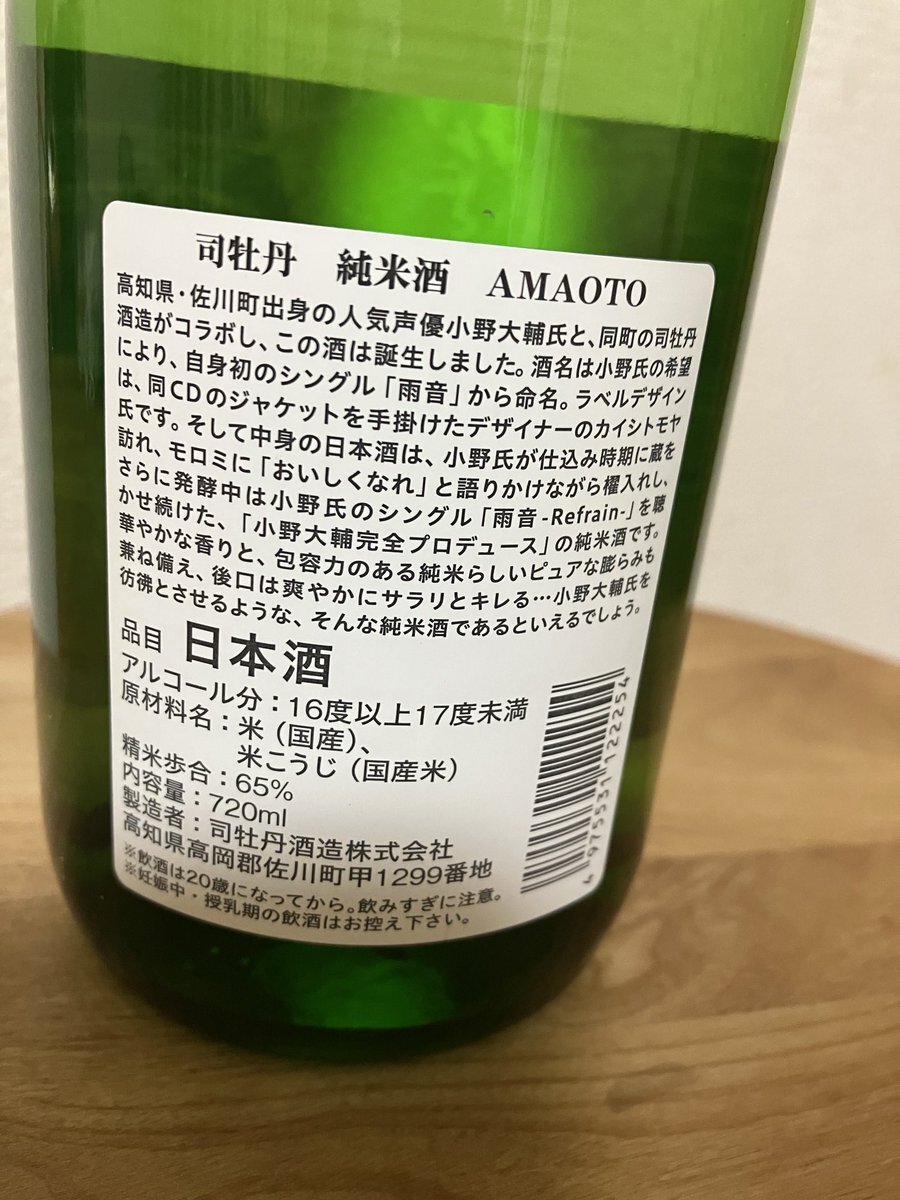 司牡丹 純米酒 AMAOTO
高知県・佐川町出身の人気声優小野大輔氏と、同町の司牡丹
酒造がコラボし、この酒は誕生しました。酒名は小野氏の希望
により、自身初のシングル「雨音」から命名。ラベルデザイン
は、同CDのジャケットを手掛けたデザイナーのカイシトモヤ
氏です。そして中身の日本酒は、小野氏が仕込み時期に蔵を
訪れ、モロミに「おいしくなれ」と語りかけながら櫂入れし、
さらに発酵中は小野氏のシングル「雨音-Refrain-」を聴
かせ続けた、「小野大輔完全プロデュース」の純米酒です。
華やかな香りと、包容力のある純米らしいピュアな膨らみも
兼ね備え、後口は爽やかにサラリとキレる…小野大輔氏を
彷彿とさせるような、そんな純米酒であるといえるでしょう。
品目 日本酒
アルコール分：16度以上17度未満
原材料名：米（国産）、
米こうじ（国産米）
精米歩合：65%
内容量：720ml
製造者：司牡丹酒造株式会社
高知県高岡郡佐川町甲1299番地
※飲酒は20歳になってから。飲みすぎに注意。
※妊娠中・授乳期の飲酒はお控え下さい。
4 975531 122254